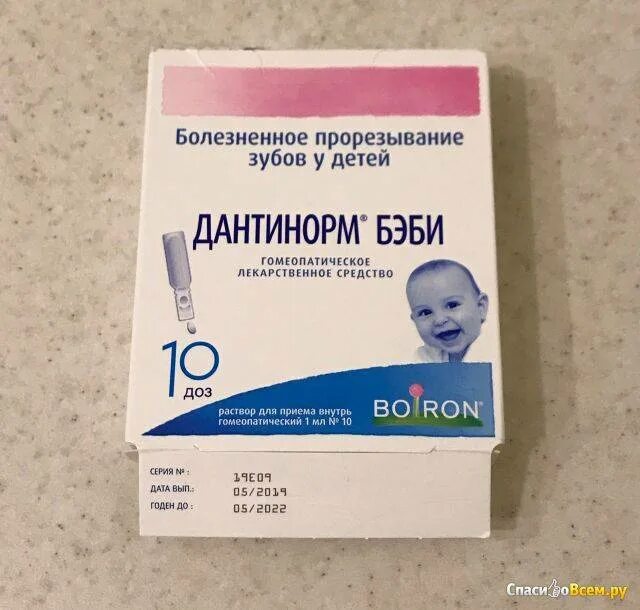 Болезненное прорезывание
зубов у детей
ДАНТИНОРМ® БЭБИ
ГОМЕОПАТИЧЕСКОЕ
ЛЕКАРСТВЕННОЕ СРЕДСТВО
10
ДОЗ
раствор для приема внутрь
гомеопатический 1 мл № 10
BOIRON®
СЕРИЯ № : 19E09
ДАТА ВЫП.: 05/2019
ГОДЕН ДО : 05/2022
СпасибоВсем.ру